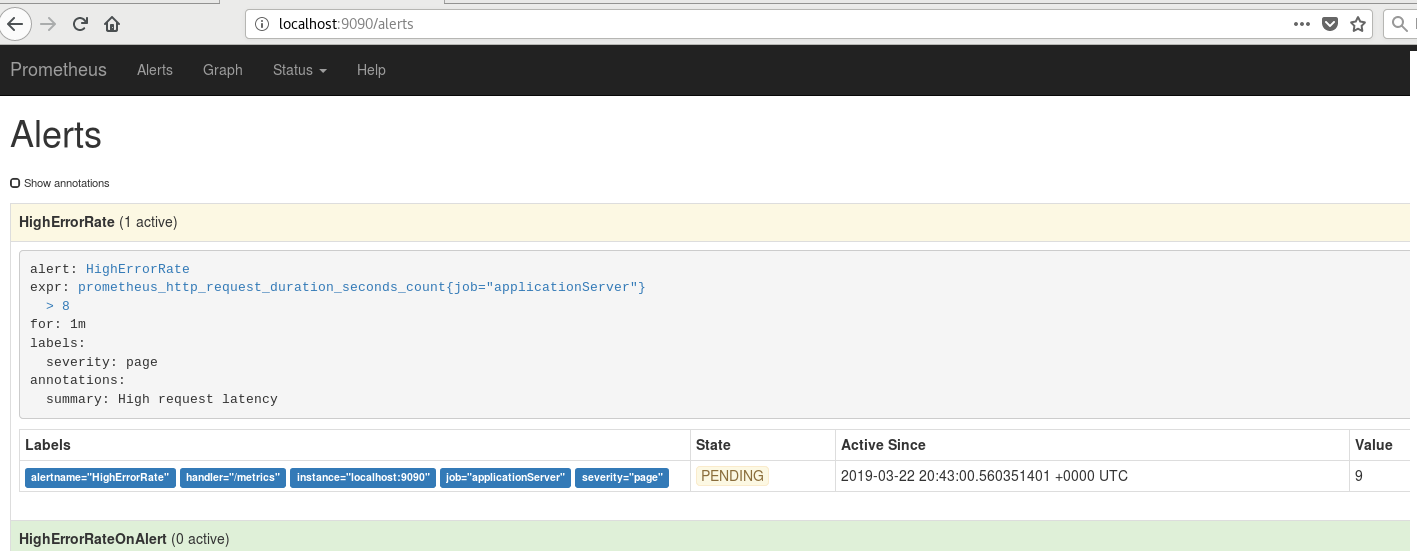 localhost:9090/alerts
Prometheus Alerts Graph Status Help
Alerts
Show annotations
HighErrorRate (1 active)
alert: HighErrorRate
expr: prometheus_http_request_duration_seconds_count{job="applicationServer"}
> 8
for: 1m
labels:
severity: page
annotations:
summary: High request latency
Labels State Active Since Value
alertname="HighErrorRate" handler="/metrics" instance="localhost:9090" job="applicationServer" severity="page" PENDING 2019-03-22 20:43:00.560351401 +0000 UTC 9
HighErrorRateOnAlert (0 active)